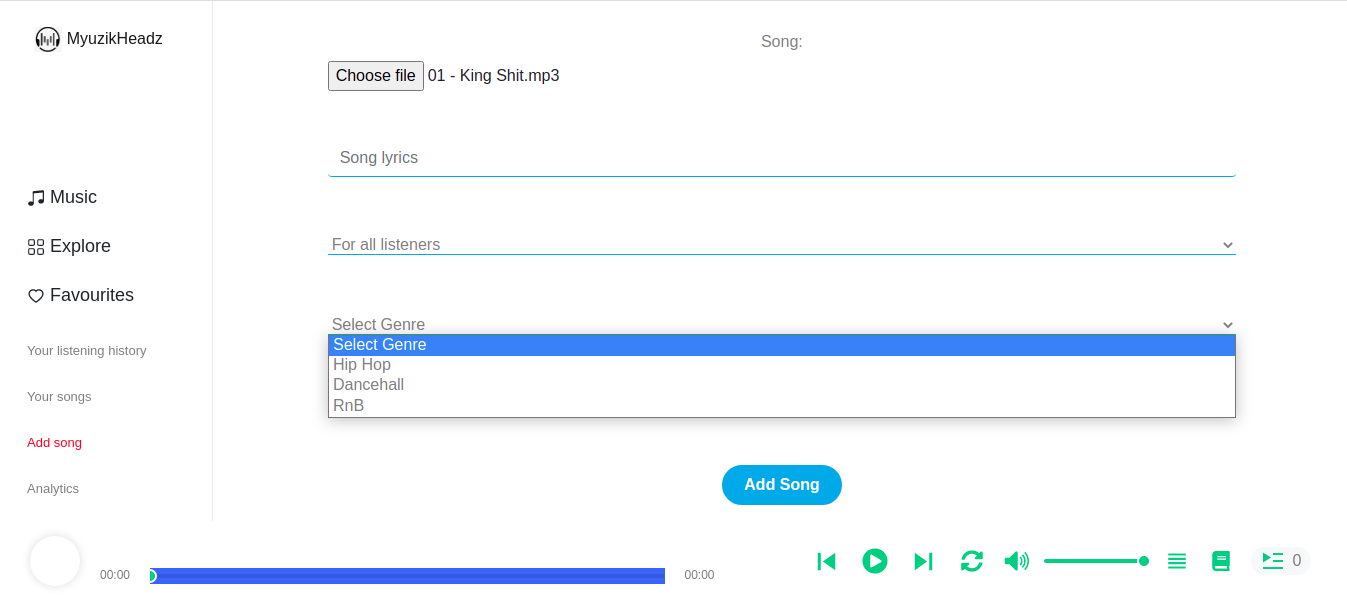 MyuzikHeadz
Song:
Choose file 01 - King Shit.mp3
Song lyrics
For all listeners
Select Genre
Select Genre
Hip Hop
Dancehall
RnB
Add Song
Music
Explore
Favourites
Your listening history
Your songs
Add song
Analytics
00:00
00:00
0